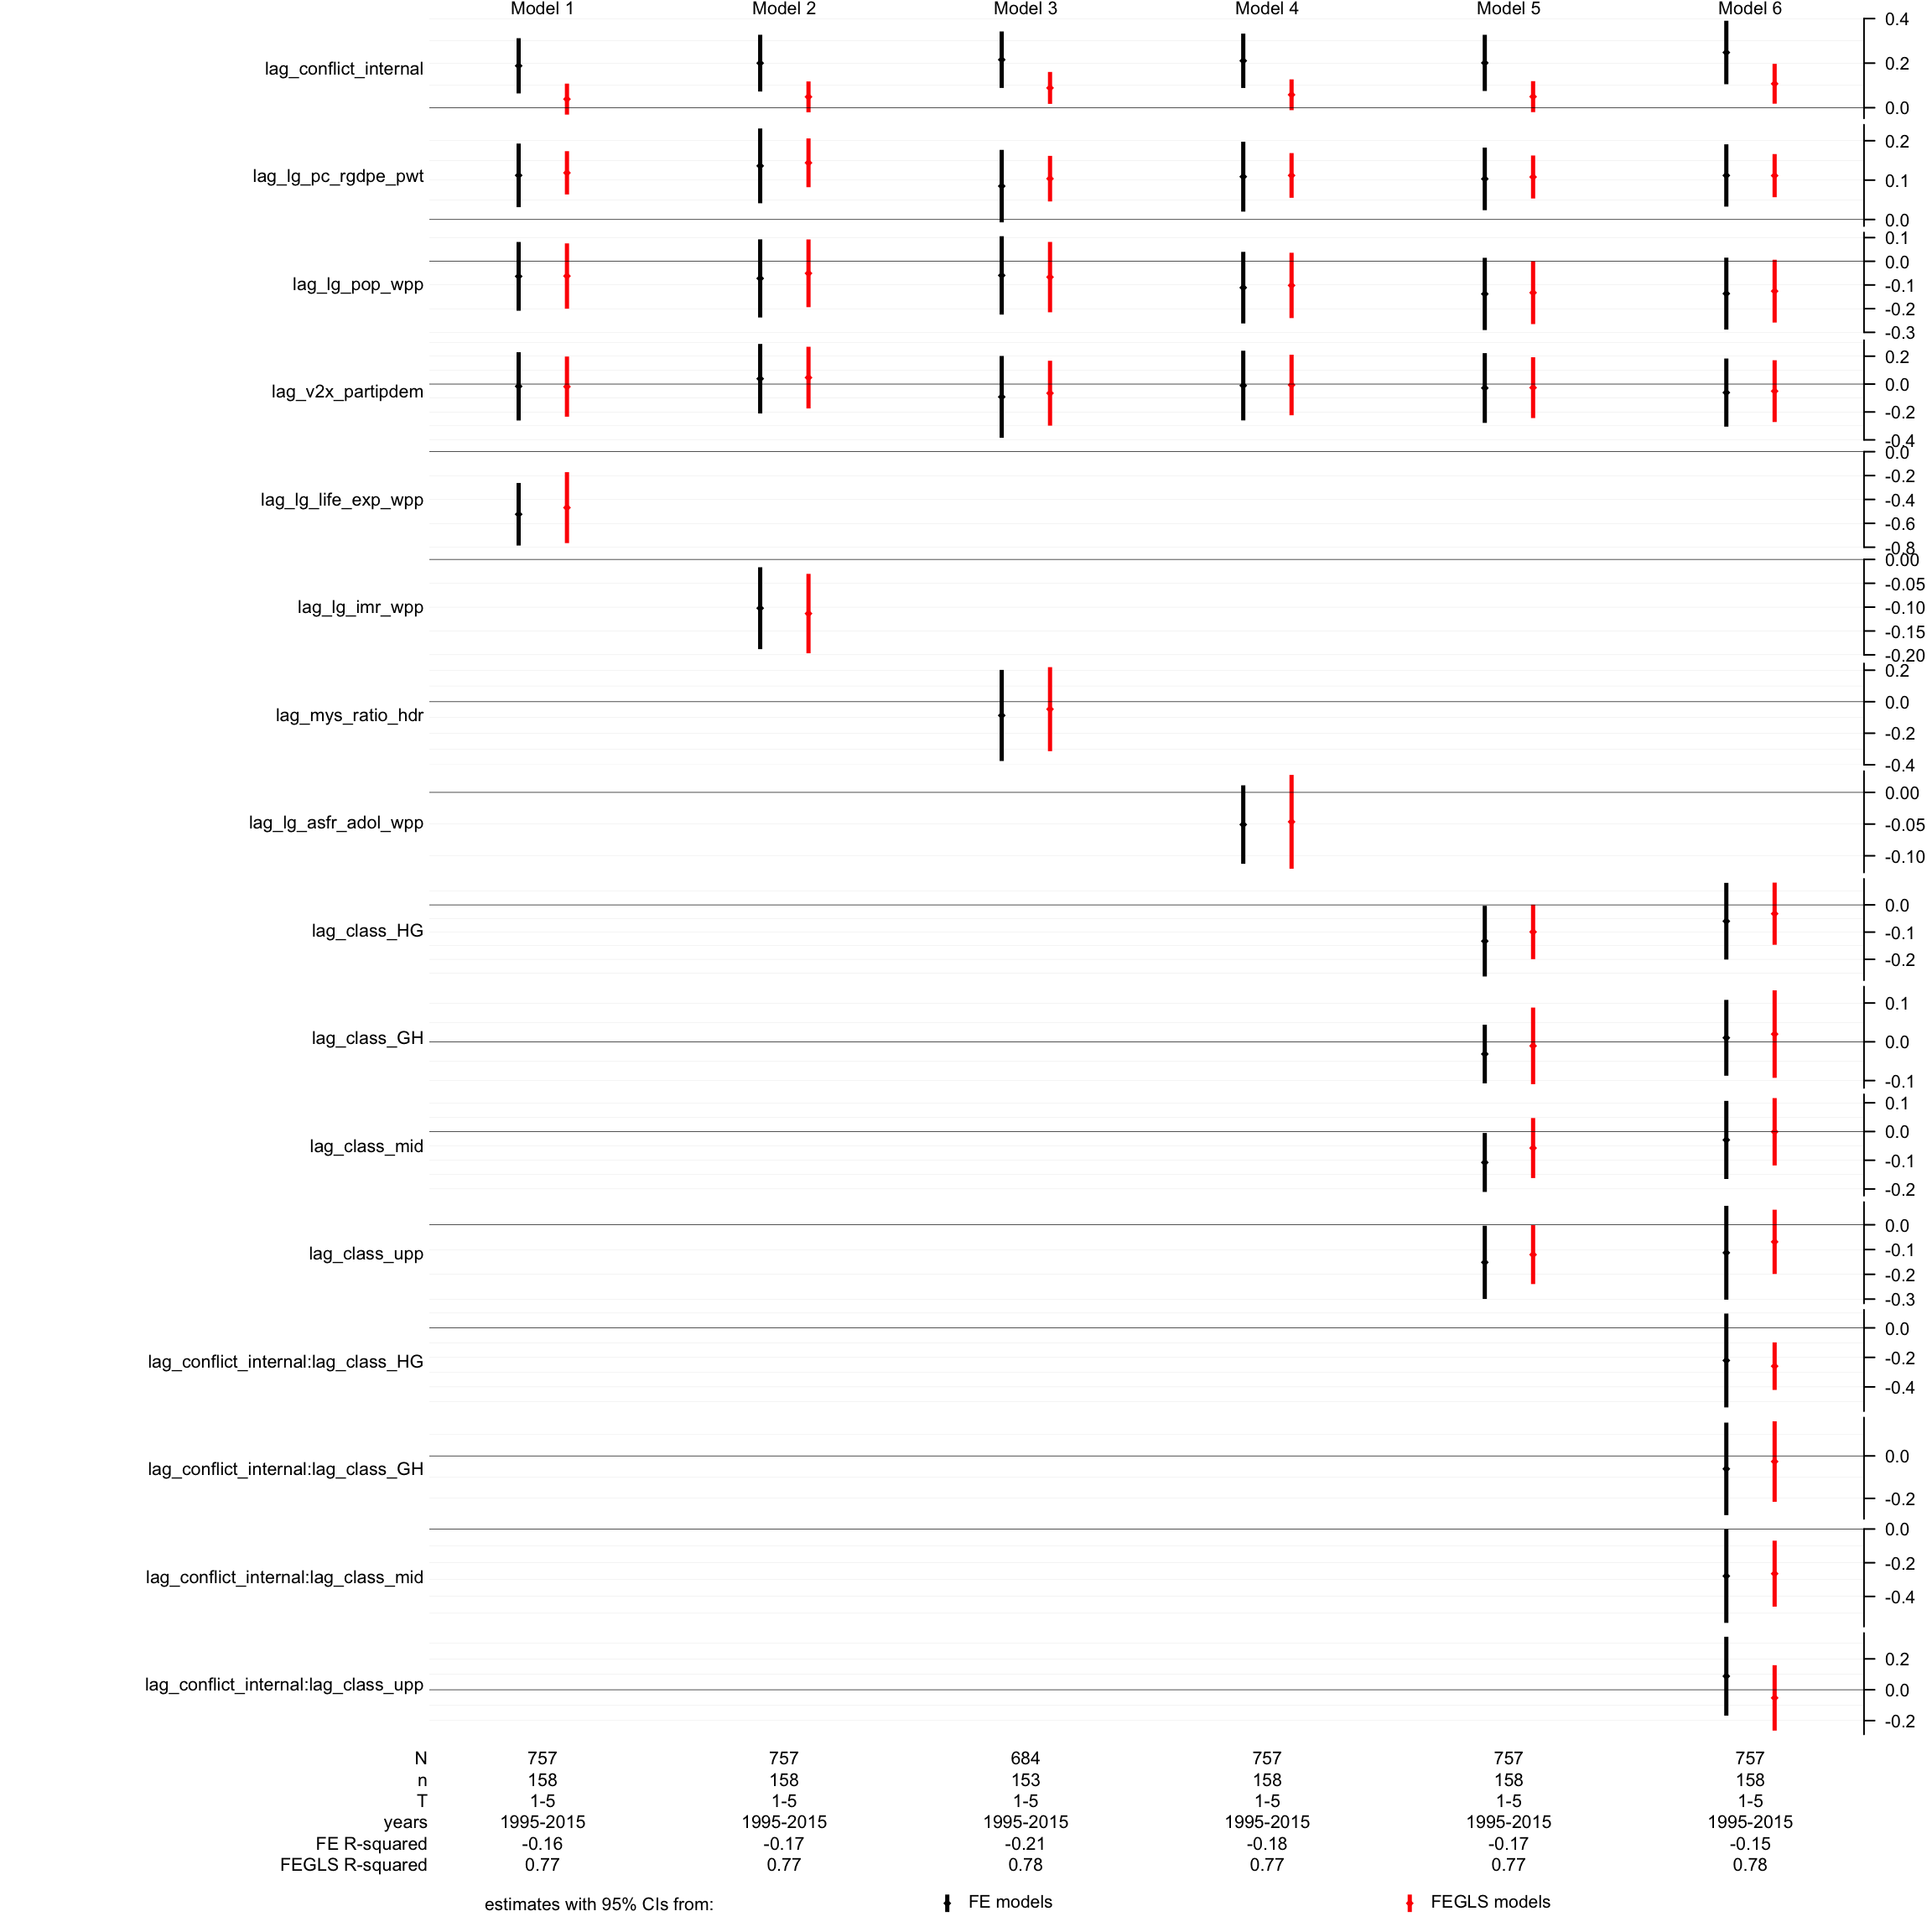 Model 1 Model 2 Model 3 Model 4 Model 5 Model 6
lag_conflict_internal
0.4
0.2
0.0
lag_lg_pc_rgdpe_pwt
0.2
0.1
0.0
lag_lg_pop_wpp
0.1
0.0
-0.1
-0.2
-0.3
lag_v2x_partipdem
0.2
0.0
-0.2
-0.4
lag_lg_life_exp_wpp
0.0
-0.2
-0.4
-0.6
-0.8
lag_lg_imr_wpp
0.00
-0.05
-0.10
-0.15
-0.20
lag_mys_ratio_hdr
0.2
0.0
-0.2
-0.4
lag_lg_asfr_adol_wpp
0.00
-0.05
-0.10
lag_class_HG
0.0
-0.1
-0.2
lag_class_GH
0.1
0.0
-0.1
lag_class_mid
0.1
0.0
-0.1
-0.2
lag_class_upp
0.0
-0.1
-0.2
-0.3
lag_conflict_internal:lag_class_HG
0.0
-0.2
-0.4
lag_conflict_internal:lag_class_GH
0.0
-0.2
lag_conflict_internal:lag_class_mid
0.0
-0.2
-0.4
lag_conflict_internal:lag_class_upp
0.2
0.0
-0.2
N 757 757 684 757 757 757
n 158 158 153 158 158 158
T 1-5 1-5 1-5 1-5 1-5 1-5
years 1995-2015 1995-2015 1995-2015 1995-2015 1995-2015 1995-2015
FE R-squared -0.16 -0.17 -0.21 -0.18 -0.17 -0.15
FEGLS R-squared 0.77 0.77 0.78 0.77 0.77 0.78
estimates with 95% CIs from: FE models FEGLS models